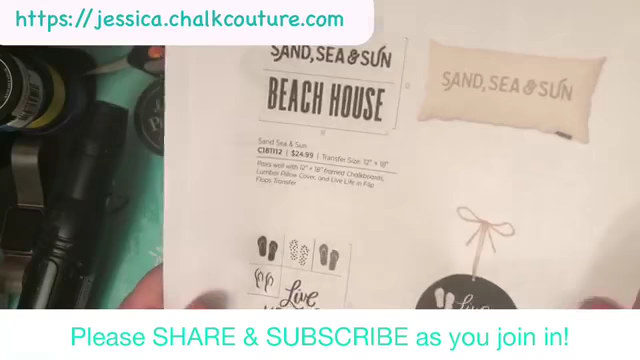 https://jessica.chalkcouture.com
SAND, SEA & SUN
BEACH HOUSE
Sand Sea & Sun
C181112 | $24.99 | Transfer Size: 12" x 18"
Pairs well with 12" x 18" Framed Chalkboards,
Lumbar Pillow Cover, and Live Life in Flip
Flops Transfer
SAND, SEA & SUN
Live
Live
Please SHARE & SUBSCRIBE as you join in!